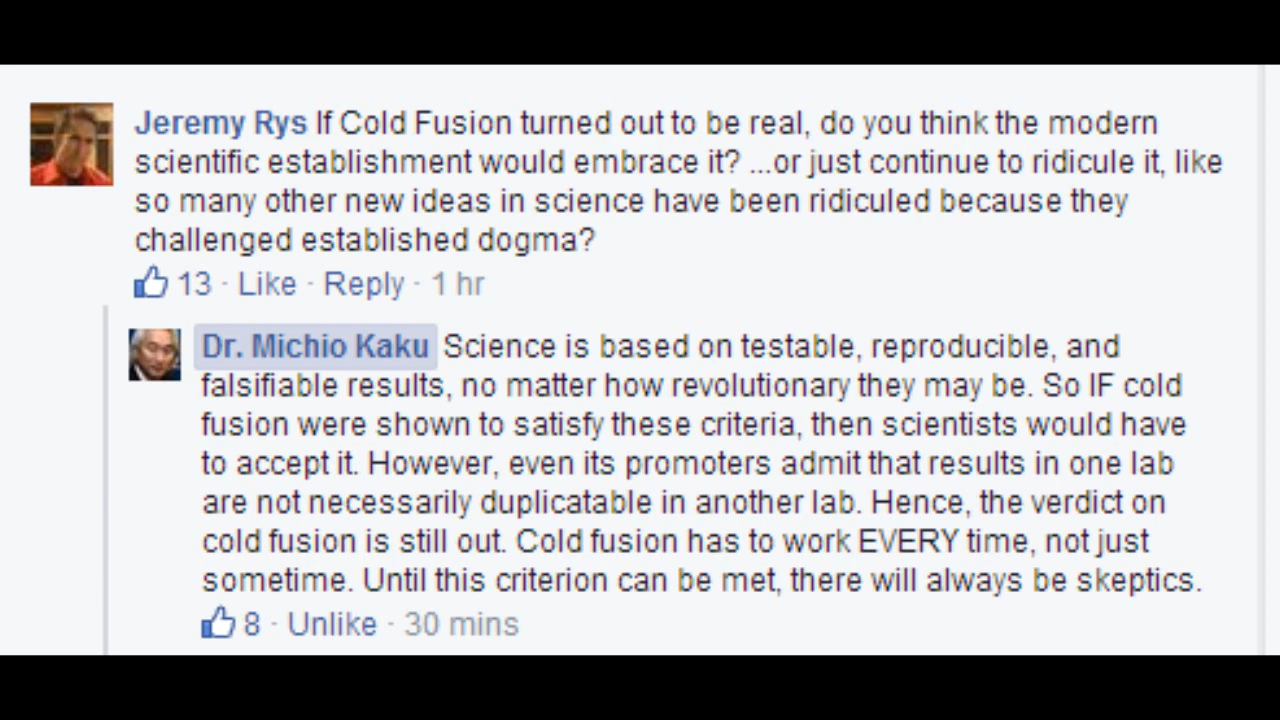 Jeremy Rys If Cold Fusion turned out to be real, do you think the modern
scientific establishment would embrace it? ...or just continue to ridicule it, like
so many other new ideas in science have been ridiculed because they
challenged established dogma?
13 · Like · Reply · 1 hr
Dr. Michio Kaku Science is based on testable, reproducible, and
falsifiable results, no matter how revolutionary they may be. So IF cold
fusion were shown to satisfy these criteria, then scientists would have
to accept it. However, even its promoters admit that results in one lab
are not necessarily duplicatable in another lab. Hence, the verdict on
cold fusion is still out. Cold fusion has to work EVERY time, not just
sometime. Until this criterion can be met, there will always be skeptics.
8 · Unlike · 30 mins